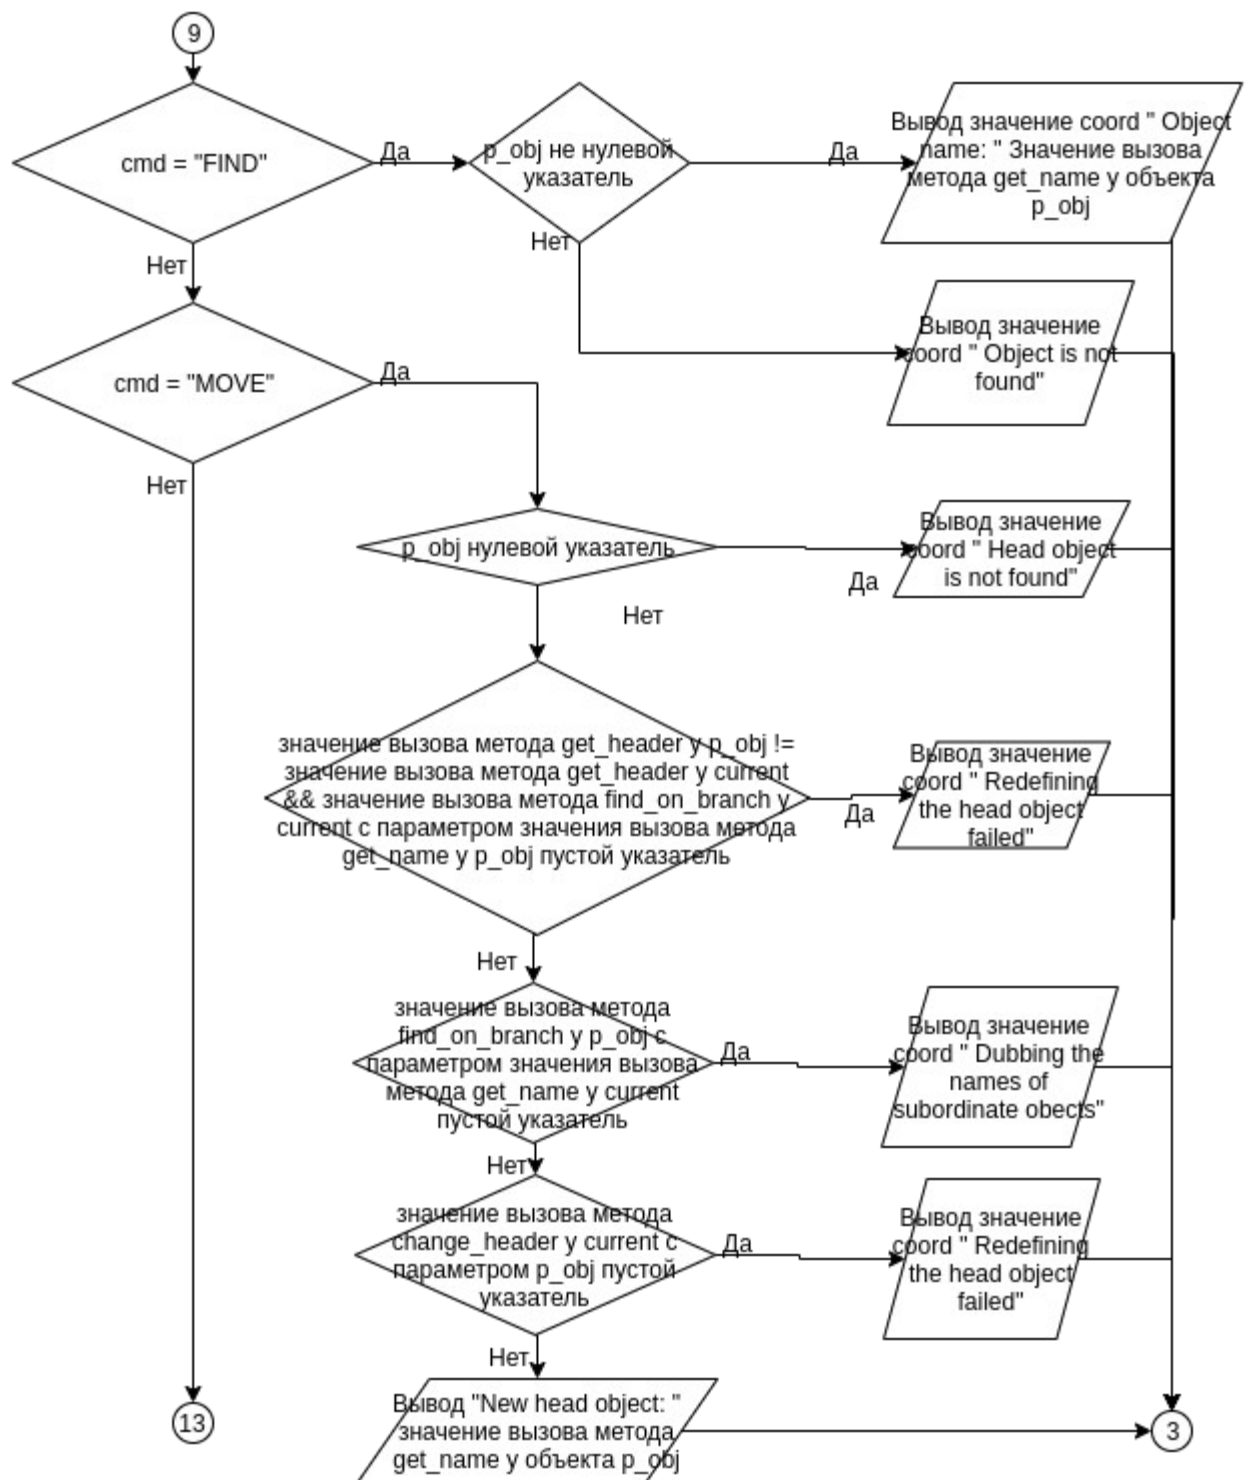 9
cmd = "FIND"
Да
p_obj не нулевой
указатель
Да
Вывод значение coord " Object
name: " Значение вызова
метода get_name у объекта
p_obj
Нет
Нет
Вывод значение
coord " Object is not
found"
cmd = "MOVE"
Да
Нет
p_obj нулевой указатель
Да
Вывод значение
coord " Head object
is not found"
Нет
значение вызова метода get_header у p_obj !=
значение вызова метода get_header у current
&& значение вызова метода find_on_branch у
current с параметром значения вызова метода
get_name у p_obj пустой указатель
Да
Вывод значение
coord " Redefining
the head object
failed"
Нет
значение вызова метода
find_on_branch у p_obj с
параметром значения вызова
метода get_name у current
пустой указатель
Да
Вывод значение
coord " Dubbing the
names of
subordinate obects"
Нет
значение вызова метода
change_header у current с
параметром p_obj пустой
указатель
Да
Вывод значение
coord " Redefining
the head object
failed"
Нет
Вывод "New head object: "
значение вызова метода
get_name у объекта p_obj
13
3